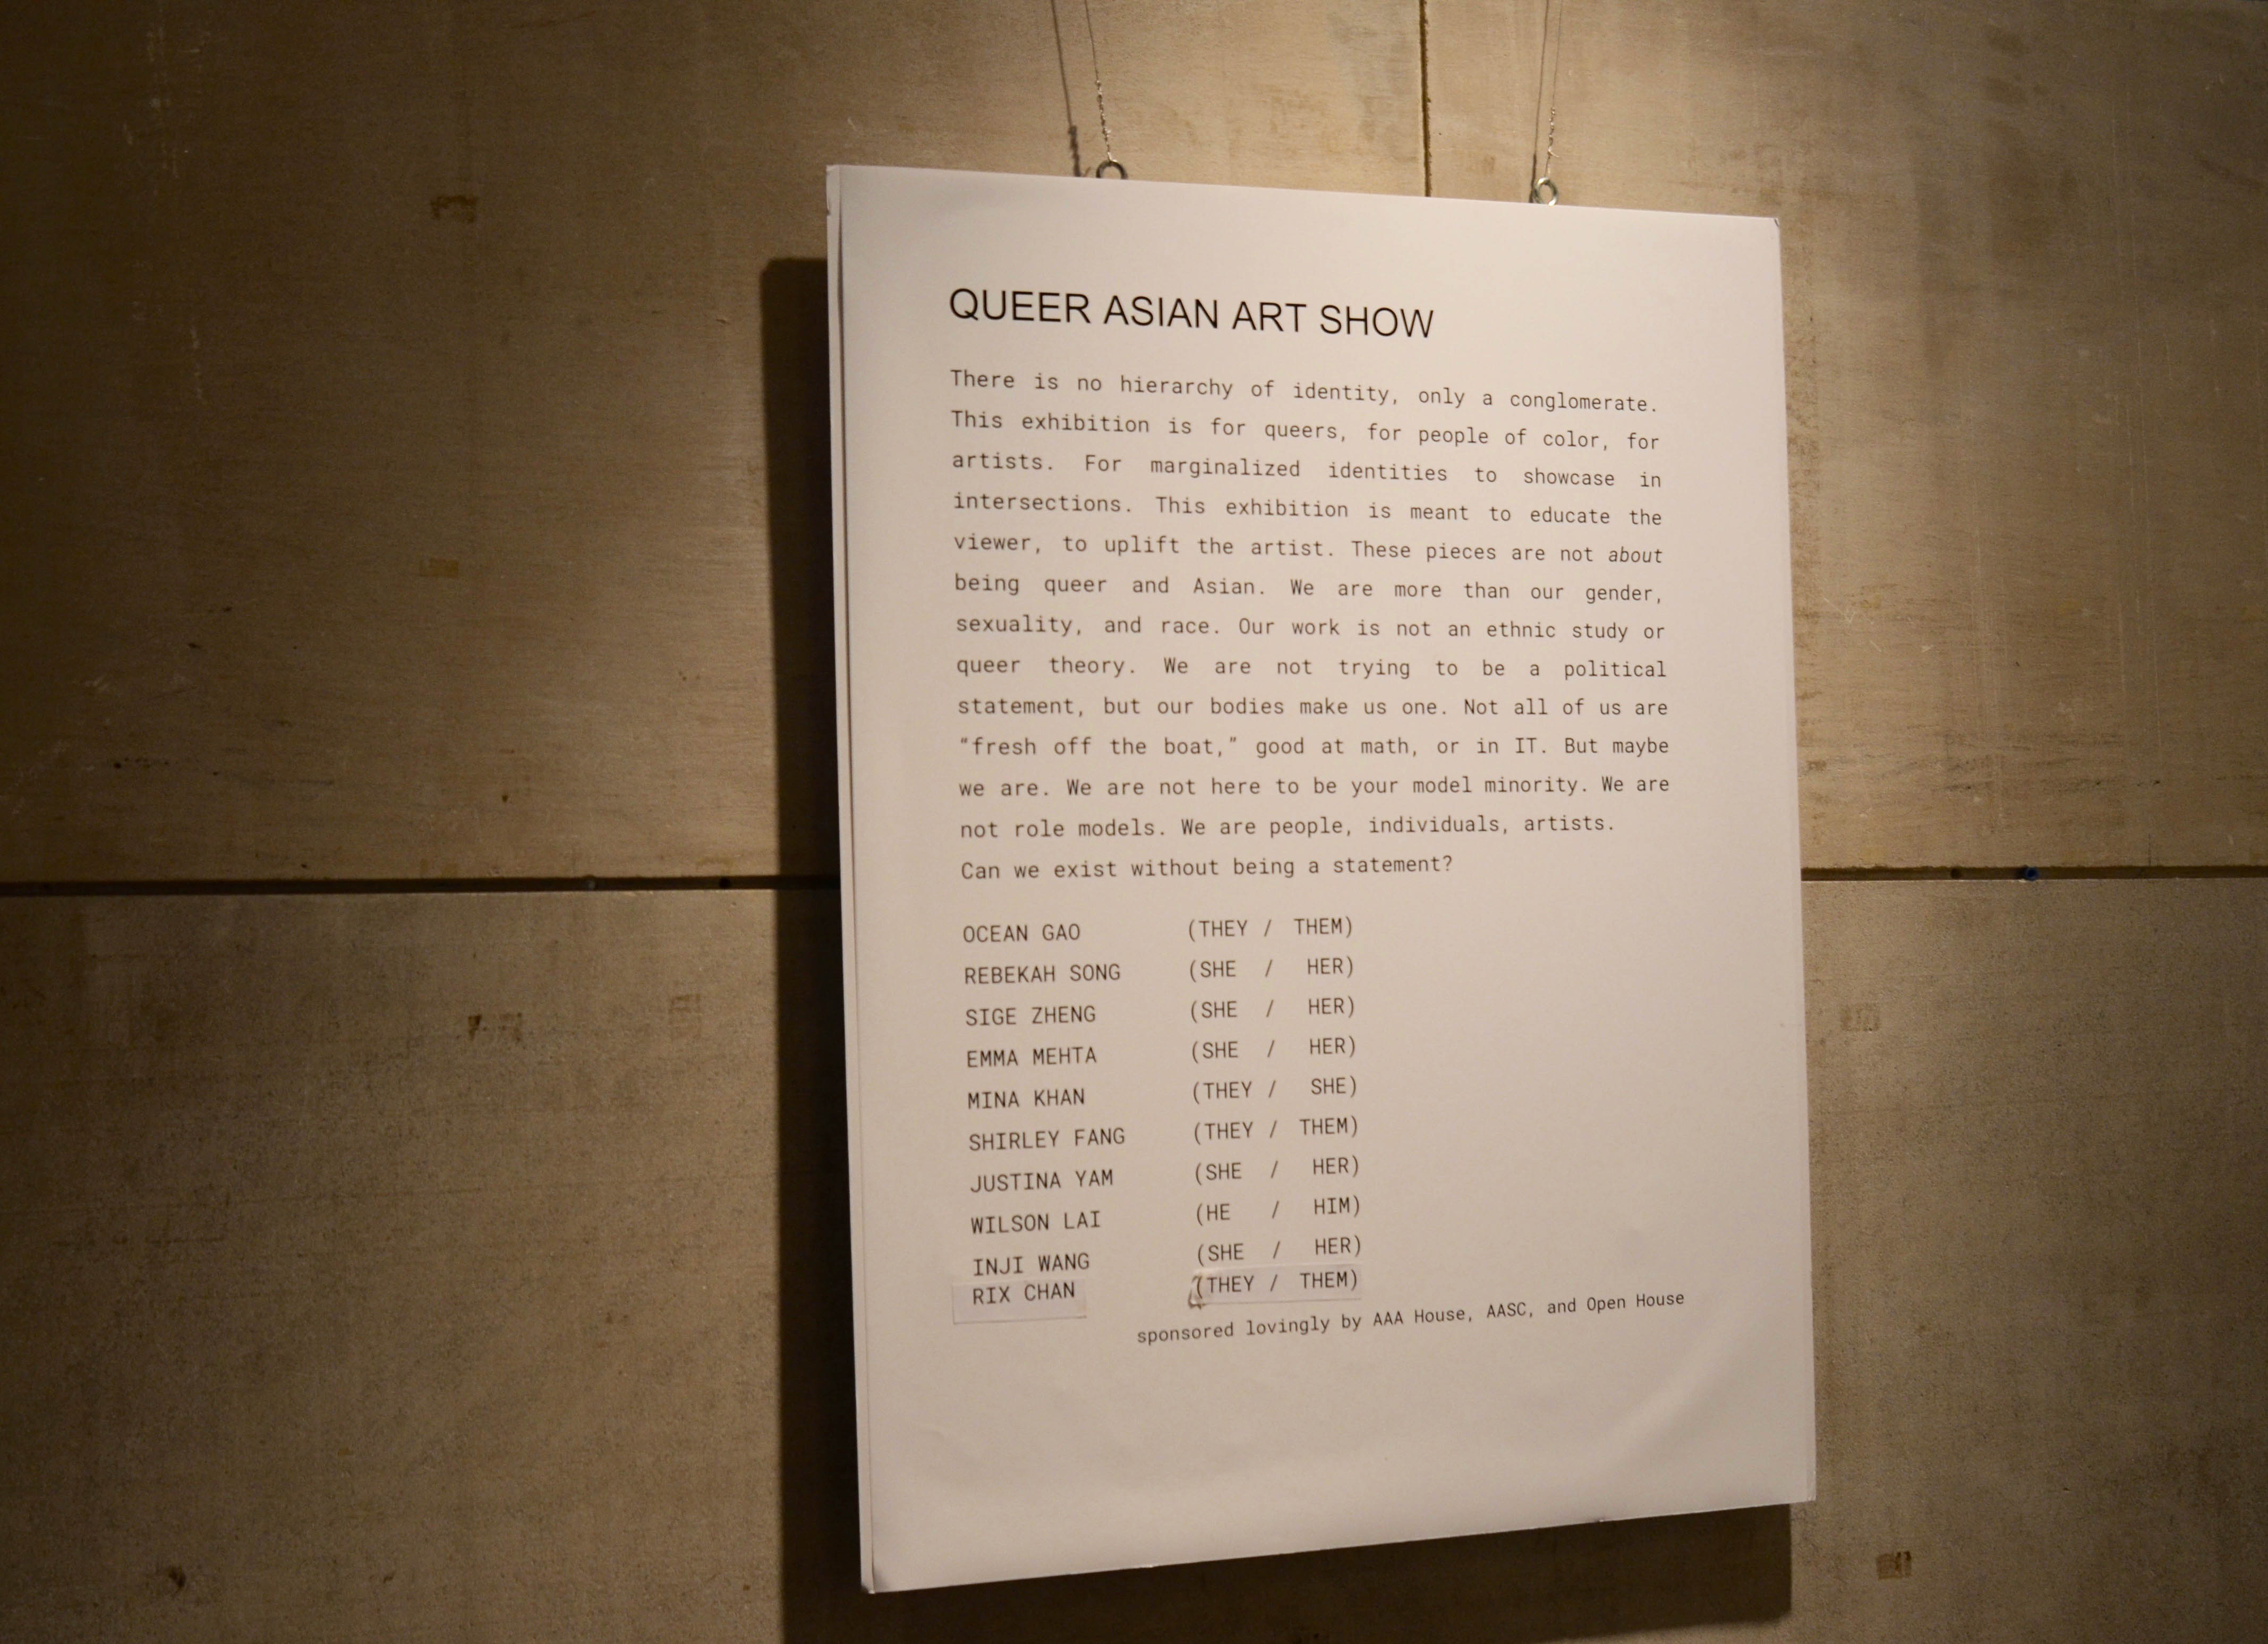 QUEER ASIAN ART SHOW
There is no hierarchy of identity, only a conglomerate.
This exhibition is for queers, for people of color, for
artists. For marginalized identities to showcase in
intersections. This exhibition is meant to educate the
viewer, to uplift the artist. These pieces are not about
being queer and Asian. We are more than our gender,
sexuality, and race. Our work is not an ethnic study or
queer theory. We are not trying to be a political
statement, but our bodies make us one. Not all of us are
“fresh off the boat,” good at math, or in IT. But maybe
we are. We are not here to be your model minority. We are
not role models. We are people, individuals, artists.
Can we exist without being a statement?
OCEAN GAO (THEY / THEM)
REBEKAH SONG (SHE / HER)
SIGE ZHENG (SHE / HER)
EMMA MEHTA (SHE / HER)
MINA KHAN (THEY / SHE)
SHIRLEY FANG (THEY / THEM)
JUSTINA YAM (SHE / HER)
WILSON LAI (HE / HIM)
INJI WANG (SHE / HER)
RIX CHAN (THEY / THEM)
sponsored lovingly by AAA House, AASC, and Open House